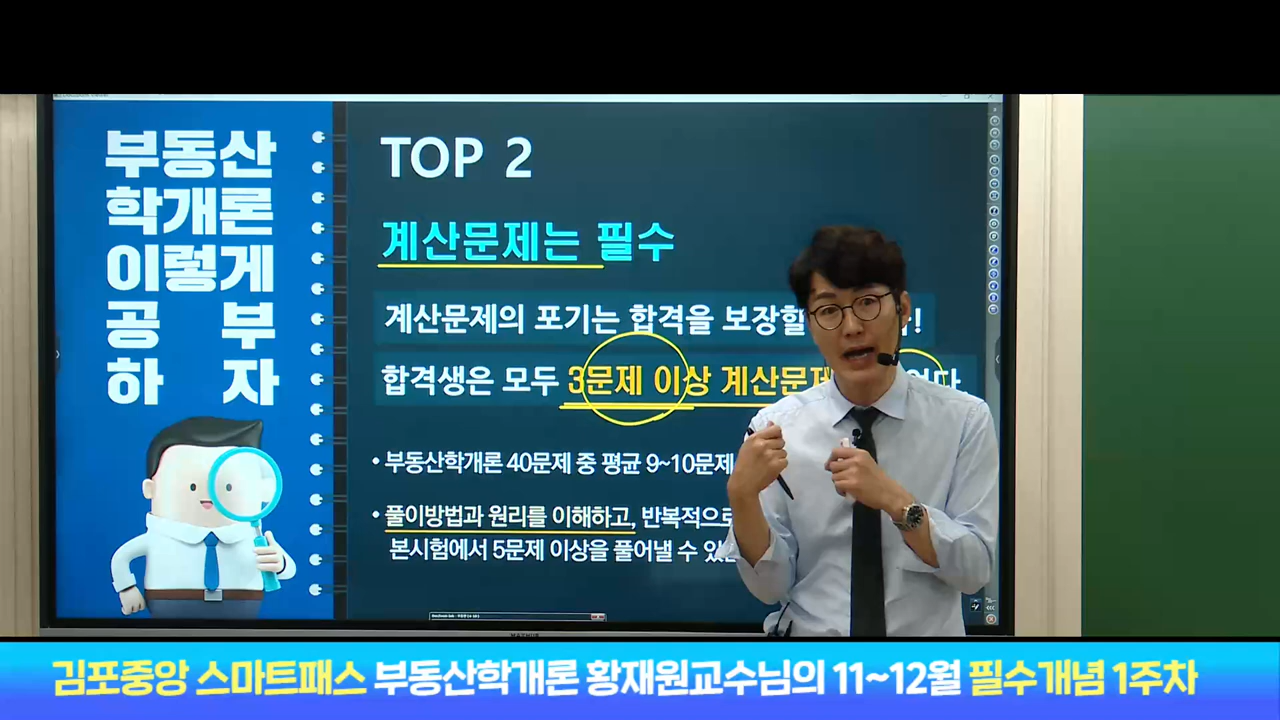 부동산
학개론
이렇게
공 부
하 자
TOP 2
계산문제는 필수
계산문제의 포기는 합격을 보장할
합격생은 모두 3문제 이상 계산문제
• 부동산학개론 40문제 중 평균 9~10문제
• 풀이방법과 원리를 이해하고, 반복적으로
본시험에서 5문제 이상을 풀어낼 수
김포중앙 스마트패스 부동산학개론 황재원교수님의 11~12월 필수개념 1주차